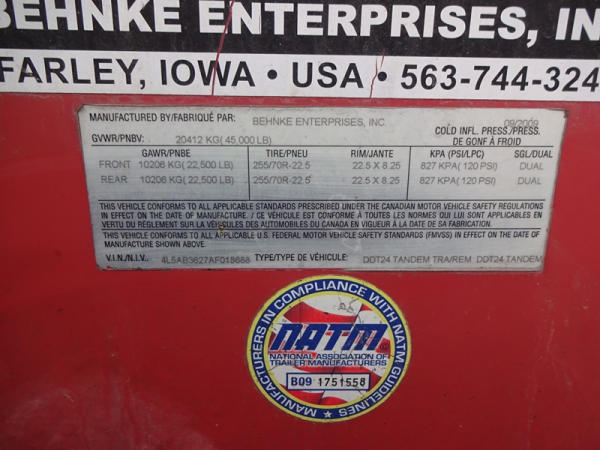 BEHNKE ENTERPRISES, IN
FARLEY, IOWA • USA • 563-744-324
MANUFACTURED BY/FABRIQUÉ PAR: BEHNKE ENTERPRISES, INC. 09/2009
GVWR/PNBV: 20412 KG (45,000 LB) COLD INFL. PRESS./PRESS.
DE GONF À FROID
GAWR/PNBE TIRE/PNEU RIM/JANTE KPA (PSI/LPC) SGL/DUAL
FRONT 10206 KG (22,500 LB) 255/70R-22.5 22.5 X 8.25 827 KPA (120 PSI) DUAL
REAR 10206 KG (22,500 LB) 255/70R-22.5 22.5 X 8.25 827 KPA (120 PSI) DUAL
THIS VEHICLE CONFORMS TO ALL APPLICABLE STANDARDS PRESCRIBED UNDER THE CANADIAN MOTOR VEHICLE SAFETY REGULATIONS
IN EFFECT ON THE DATE OF MANUFACTURE. / CE VÉHICULE EST CONFORME À TOUTES LES NORMES QUI LUI SONT APPLICABLES EN
VERTU DU RÈGLEMENT SUR LA SÉCURITÉ DES VÉHICULES AUTOMOBILES DU CANADA EN VIGUEUR À LA DATE DE SA FABRICATION.
THIS VEHICLE CONFORMS TO ALL APPLICABLE U.S. FEDERAL MOTOR VEHICLE SAFETY STANDARDS (FMVSS) IN EFFECT ON THE
DATE OF MANUFACTURE SHOWN ABOVE.
V.I.N./N.I.V. 4L5AB3627AF018688 TYPE/TYPE DE VÉHICULE: DDT24 TANDEM TRA/REM DDT24 TANDEM
MANUFACTURERS IN COMPLIANCE WITH NATM GUIDELINES
NATM
NATIONAL ASSOCIATION OF
TRAILER MANUFACTURERS
B09 1751558